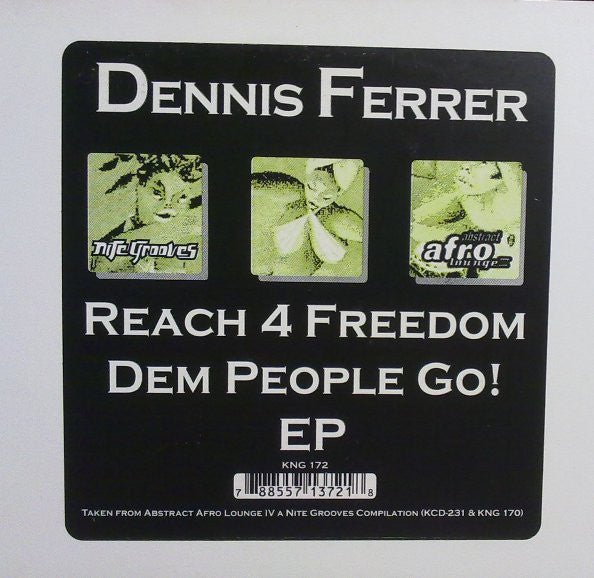 DENNIS FERRER
NITE GROOVES
abstract
afro
lounge
REACH 4 FREEDOM
DEM PEOPLE GO!
EP
KNG 172
7 88557 13721 8
TAKEN FROM ABSTRACT AFRO LOUNGE IV A NITE GROOVES COMPILATION (KCD-231 & KNG 170)